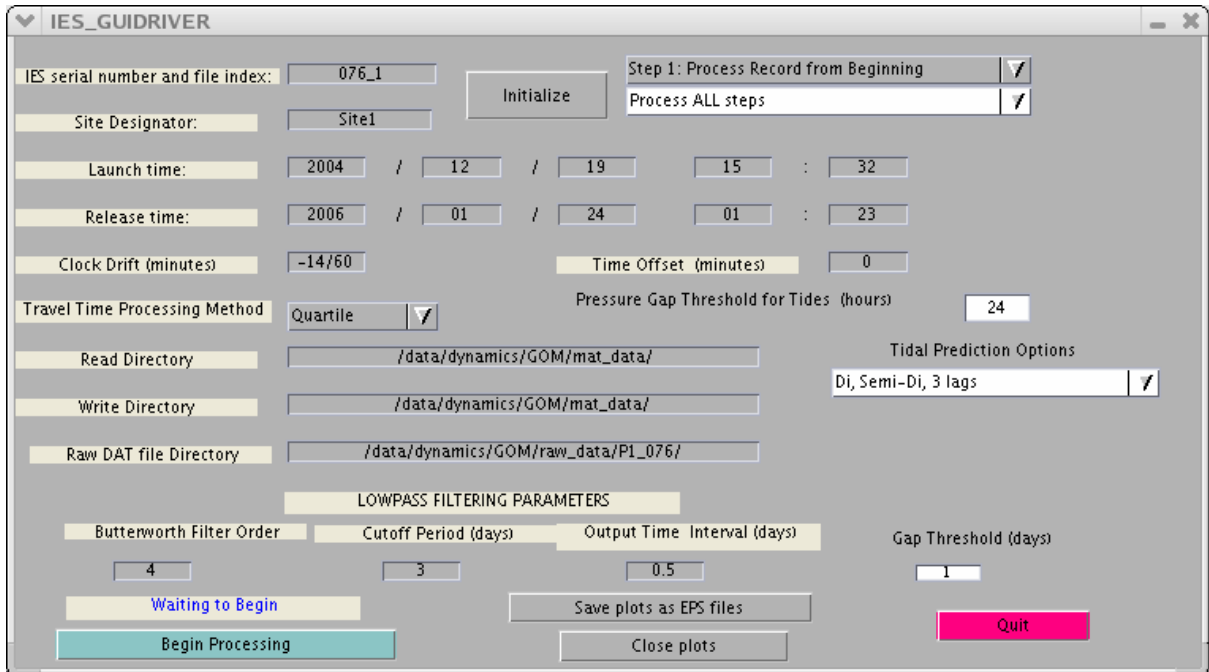 IES_GUIDRIVER
IES serial number and file index: 076_1 Initialize Step 1: Process Record from Beginning
Process ALL steps
Site Designator: Site1
Launch time: 2004 / 12 / 19 15 : 32
Release time: 2006 / 01 / 24 01 : 23
Clock Drift (minutes) -14/60 Time Offset (minutes) 0
Travel Time Processing Method Quartile Pressure Gap Threshold for Tides (hours) 24
Read Directory /data/dynamics/GOM/mat_data/ Tidal Prediction Options
Di, Semi-Di, 3 lags
Write Directory /data/dynamics/GOM/mat_data/
Raw DAT file Directory /data/dynamics/GOM/raw_data/P1_076/
LOWPASS FILTERING PARAMETERS
Butterworth Filter Order Cutoff Period (days) Output Time Interval (days) Gap Threshold (days)
4 3 0.5 1
Waiting to Begin Save plots as EPS files Quit
Begin Processing Close plots